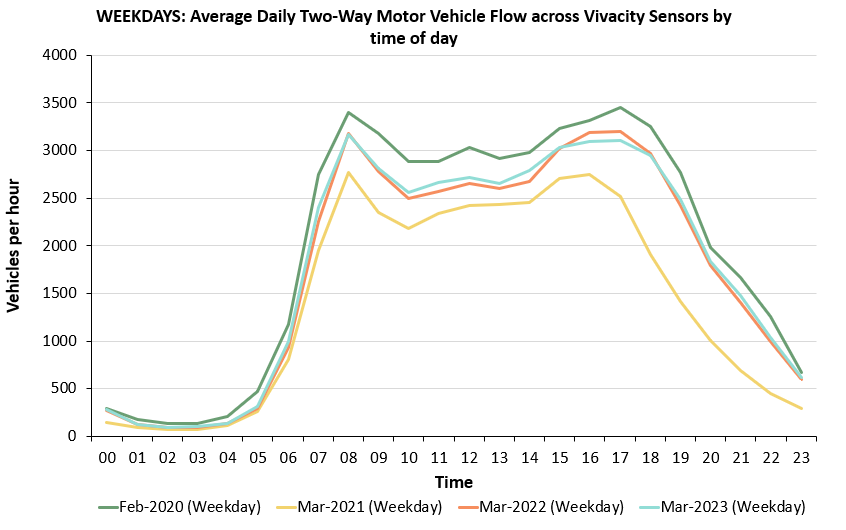 WEEKDAYS: Average Daily Two-Way Motor Vehicle Flow across Vivacity Sensors by
time of day
4000
3500
3000
2500
2000
1500
1000
500
0
Vehicles per hour
00 01 02 03 04 05 06 07 08 09 10 11 12 13 14 15 16 17 18 19 20 21 22 23
Time
Feb-2020 (Weekday) Mar-2021 (Weekday) Mar-2022 (Weekday) Mar-2023 (Weekday)